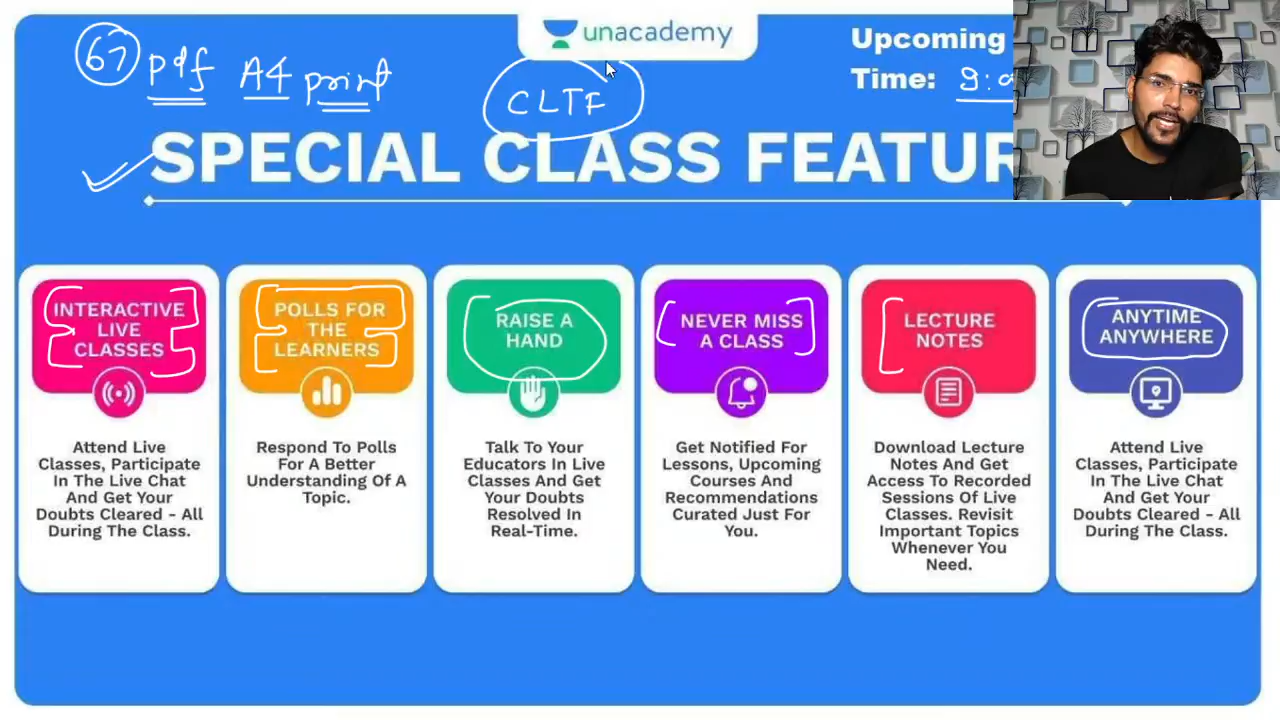 67 pdf A4 print
unacademy
CLTF
Upcoming
Time:
SPECIAL CLASS
INTERACTIVE
LIVE
CLASSES
Attend Live
Classes, Participate
In The Live Chat
And Get Your
Doubts Cleared - All
During The Class.
POLLS FOR
THE
LEARNERS
Respond To Polls
For A Better
Understanding Of A
Topic.
RAISE A
HAND
Talk To Your
Educators In Live
Classes And Get
Your Doubts
Resolved In
Real-Time.
NEVER MISS
A CLASS
Get Notified For
Lessons, Upcoming
Courses And
Recommendations
Curated Just For
You.
LECTURE
NOTES
Download Lecture
Notes And Get
Access To Recorded
Sessions Of Live
Classes. Revisit
Important Topics
Whenever You
Need.
ANYTIME
ANYWHERE
Attend Live
Classes, Participate
In The Live Chat
And Get Your
Doubts Cleared - All
During The Class.